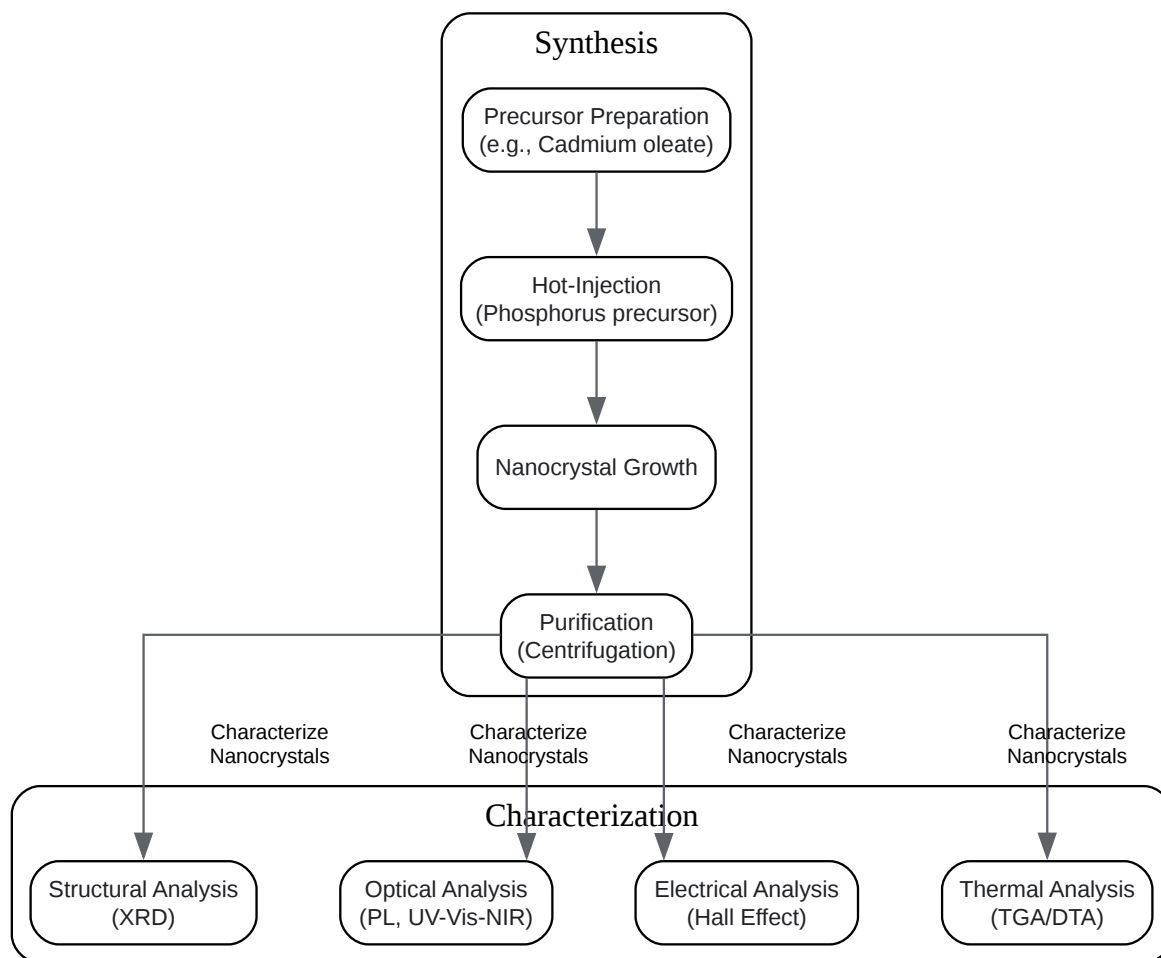 Synthesis
Precursor Preparation
(e.g., Cadmium oleate)
Hot-Injection
(Phosphorus precursor)
Nanocrystal Growth
Purification
(Centrifugation)
Characterize
Nanocrystals
Characterize
Nanocrystals
Characterize
Nanocrystals
Characterize
Nanocrystals
Characterization
Structural Analysis
(XRD)
Optical Analysis
(PL, UV-Vis-NIR)
Electrical Analysis
(Hall Effect)
Thermal Analysis
(TGA/DTA)